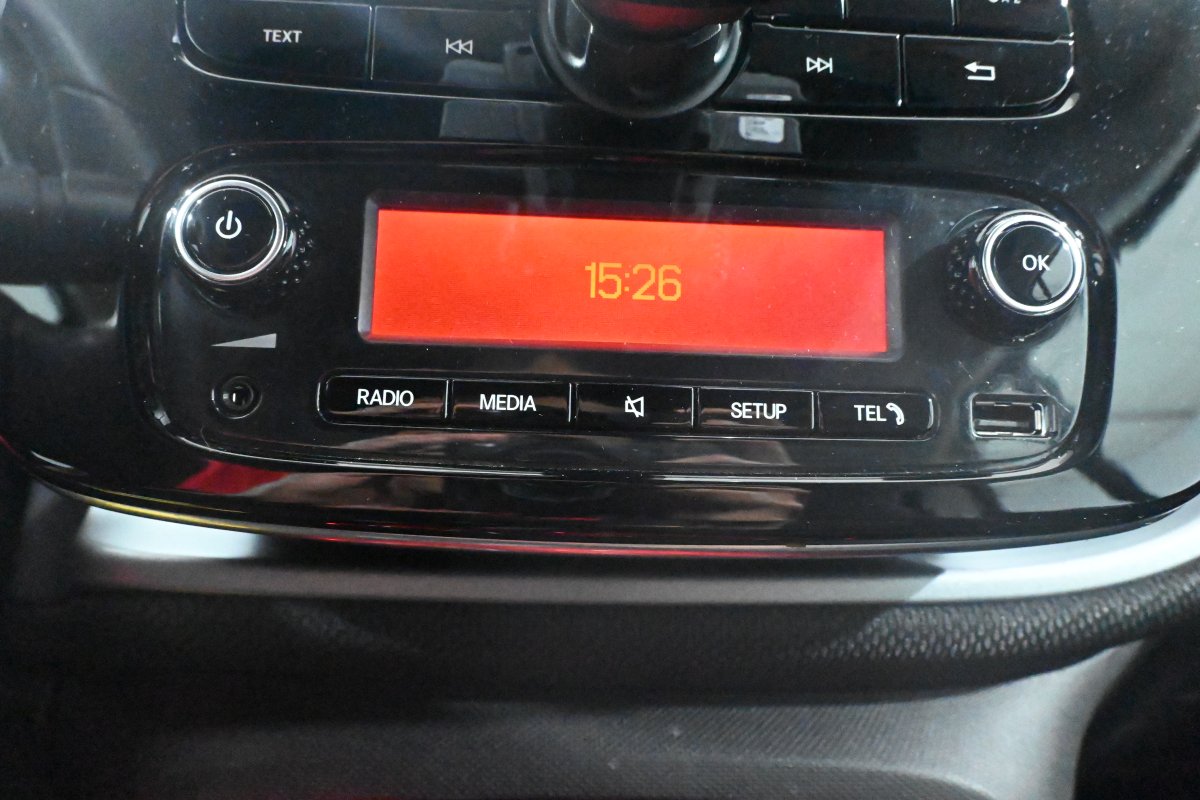 TEXT
15:26
OK
RADIO
MEDIA
SETUP
TEL